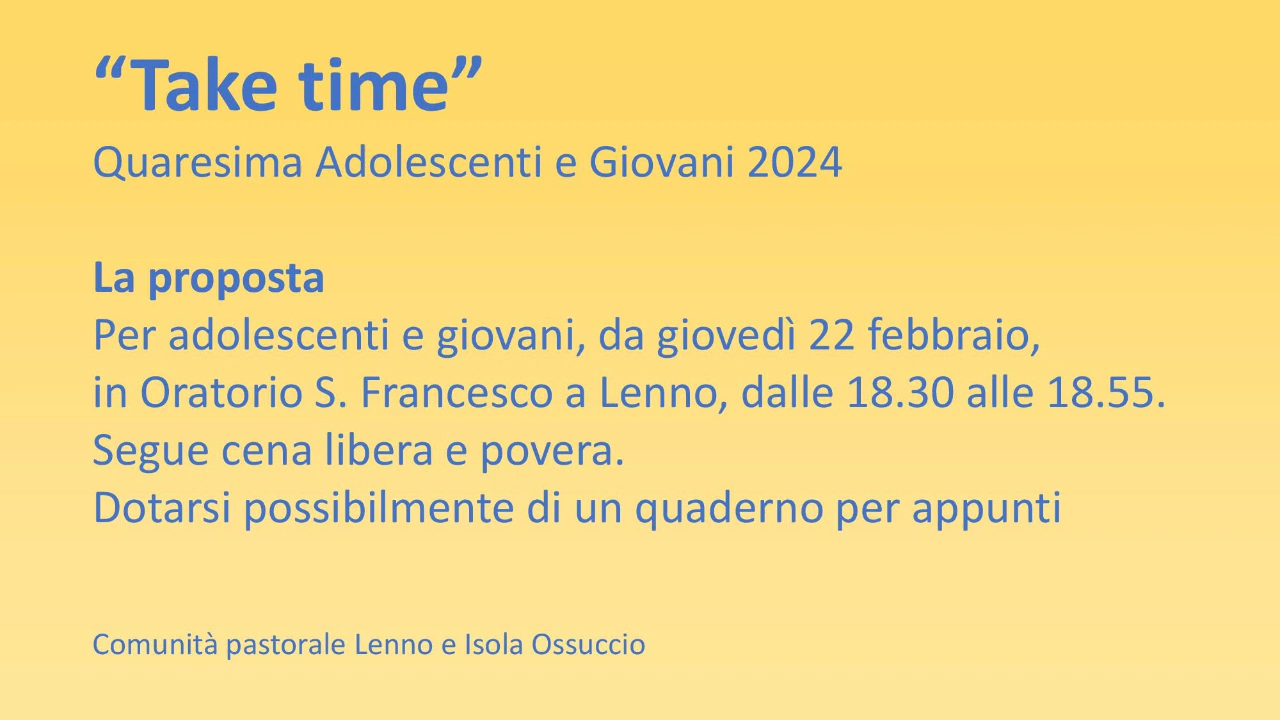 “Take time”
Quaresima Adolescenti e Giovani 2024
La proposta
Per adolescenti e giovani, da giovedì 22 febbraio,
in Oratorio S. Francesco a Lenno, dalle 18.30 alle 18.55.
Segue cena libera e povera.
Dotarsi possibilmente di un quaderno per appunti
Comunità pastorale Lenno e Isola Ossuccio